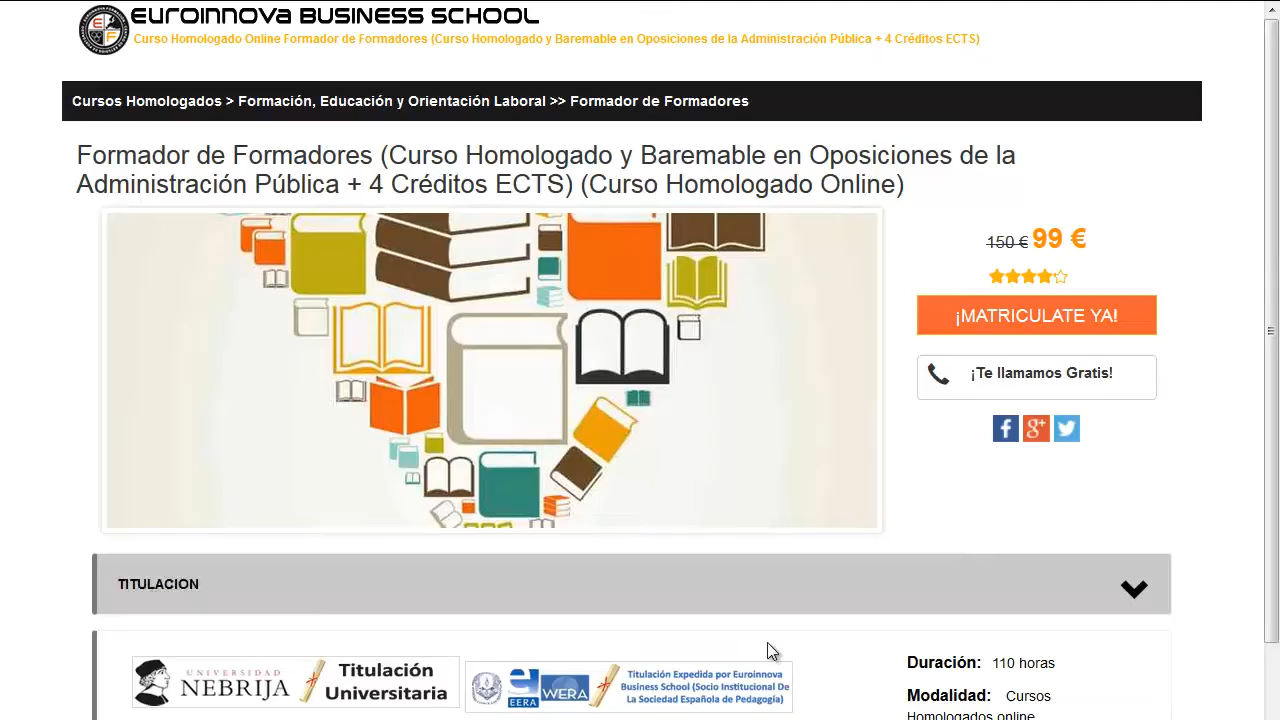 EUROINNOVA BUSINESS SCHOOL
Curso Homologado Online Formador de Formadores (Curso Homologado y Baremable en Oposiciones de la Administración Pública + 4 Créditos ECTS)
Cursos Homologados > Formación, Educación y Orientación Laboral >> Formador de Formadores
Formador de Formadores (Curso Homologado y Baremable en Oposiciones de la
Administración Pública + 4 Créditos ECTS) (Curso Homologado Online)
150 € 99 €
¡MATRICULATE YA!
¡Te llamamos Gratis!
TITULACION
UNIVERSIDAD
NEBRIJA
Titulación
Universitaria
EERA
WERA
Titulación Expedida por Euroinnova
Business School (Socio Institucional De
La Sociedad Española de Pedagogía)
Duración: 110 horas
Modalidad: Cursos
Homologados online